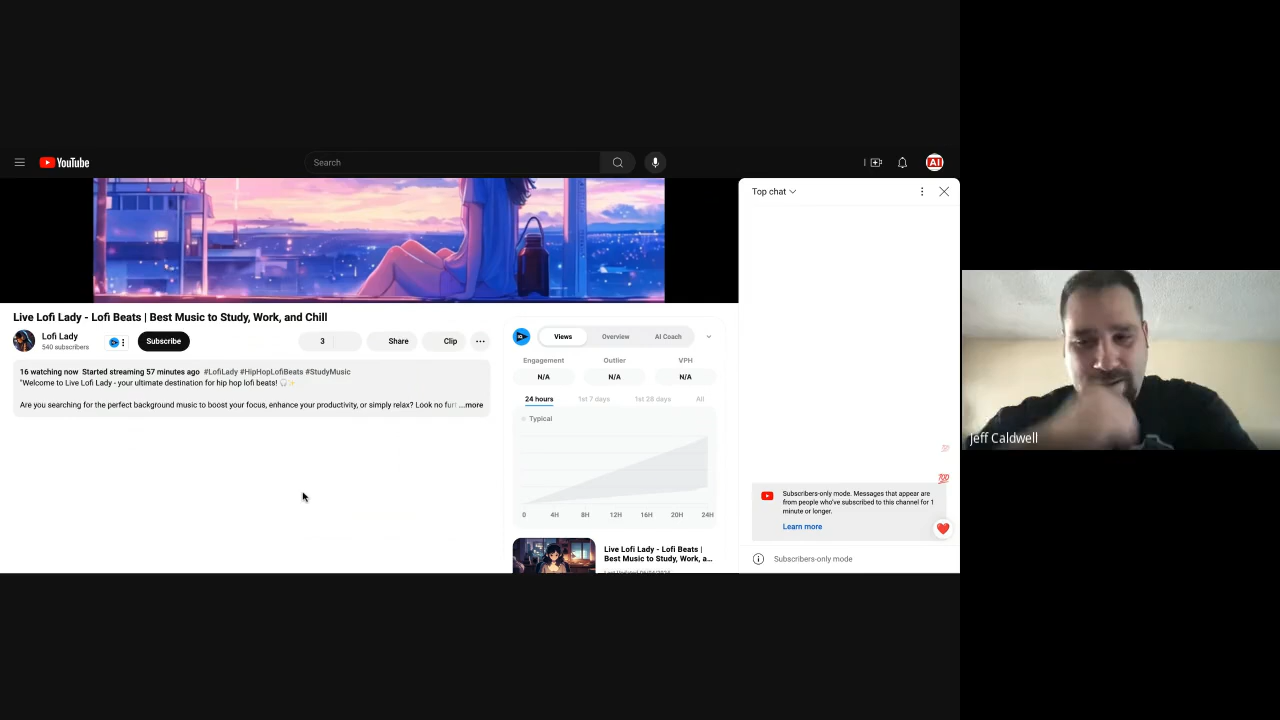 YouTube
Search
AI
Live Lofi Lady - Lofi Beats | Best Music to Study, Work, and Chill
Lofi Lady
540 subscribers
Subscribe
3
Share
Clip
16 watching now Started streaming 57 minutes ago #LofiLady #HipHopLofiBeats #StudyMusic
"Welcome to Live Lofi Lady - your ultimate destination for hip hop lofi beats! 🎧✨
Are you searching for the perfect background music to boost your focus, enhance your productivity, or simply relax? Look no furt ...more
Views
Overview
AI Coach
Engagement
Outlier
VPH
N/A
N/A
N/A
24 hours
1st 7 days
1st 28 days
All
Typical
0 4H 8H 12H 16H 20H 24H
Live Lofi Lady - Lofi Beats |
Best Music to Study, Work, a...
Top chat
100
Subscribers-only mode. Messages that appear are
from people who've subscribed to this channel for 1
minute or longer.
Learn more
Subscribers-only mode
Jeff Caldwell